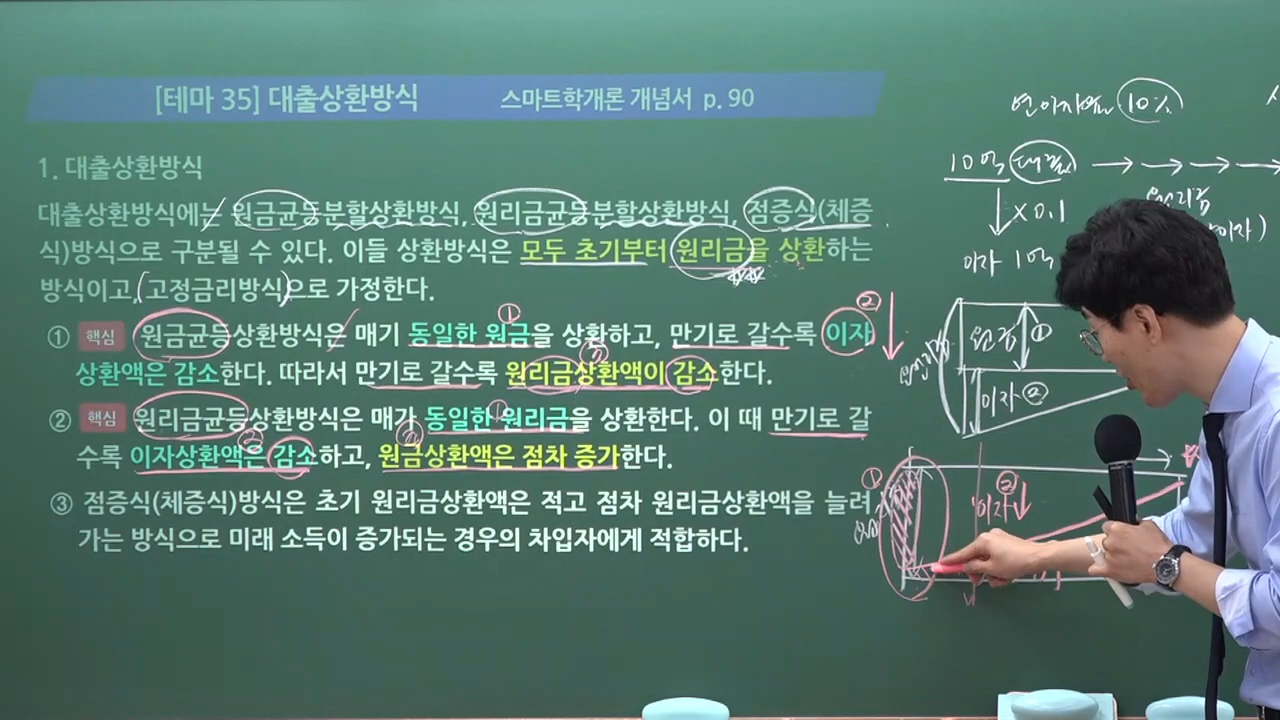 [테마 35] 대출상환방식 스마트학개론 개념서 p. 90
1. 대출상환방식
대출상환방식에는 원금균등분할상환방식, 원리금균등분할상환방식, 점증식(체증
식)방식으로 구분될 수 있다. 이들 상환방식은 모두 초기부터 원리금을 상환하는
방식이고, 고정금리방식으로 가정한다.
① 핵심 원금균등상환방식은 매기 동일한 원금을 상환하고, 만기로 갈수록 이자
상환액은 감소한다. 따라서 만기로 갈수록 원리금상환액이 감소한다.
② 핵심 원리금균등상환방식은 매기 동일한 원리금을 상환한다. 이 때 만기로 갈
수록 이자상환액은 감소하고, 원금상환액은 점차 증가한다.
③ 점증식(체증식)방식은 초기 원리금상환액은 적고 점차 원리금상환액을 늘려
가는 방식으로 미래 소득이 증가되는 경우의 차입자에게 적합하다.
연이자율 10%
10억 대출
×0.1
이자 1억
원금 ①
이자 ②
① ②
이자